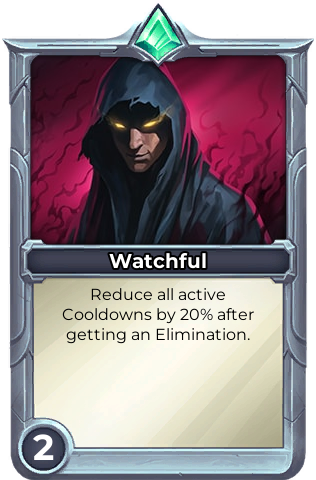 Watchful
Reduce all active
Cooldowns by 20% after
getting an Elimination.
2